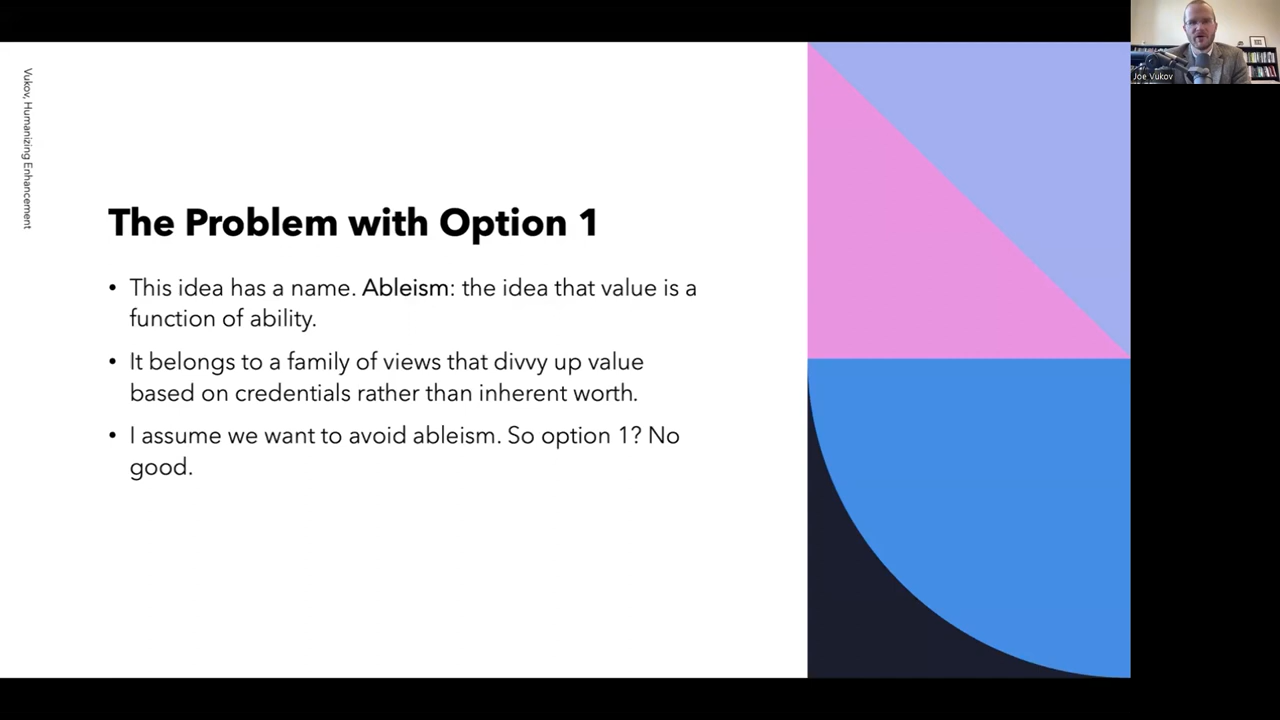 Vukov, Humanizing Enhancement
The Problem with Option 1
• This idea has a name. Ableism: the idea that value is a
function of ability.
• It belongs to a family of views that divvy up value
based on credentials rather than inherent worth.
• I assume we want to avoid ableism. So option 1? No
good.
Joe Vukov